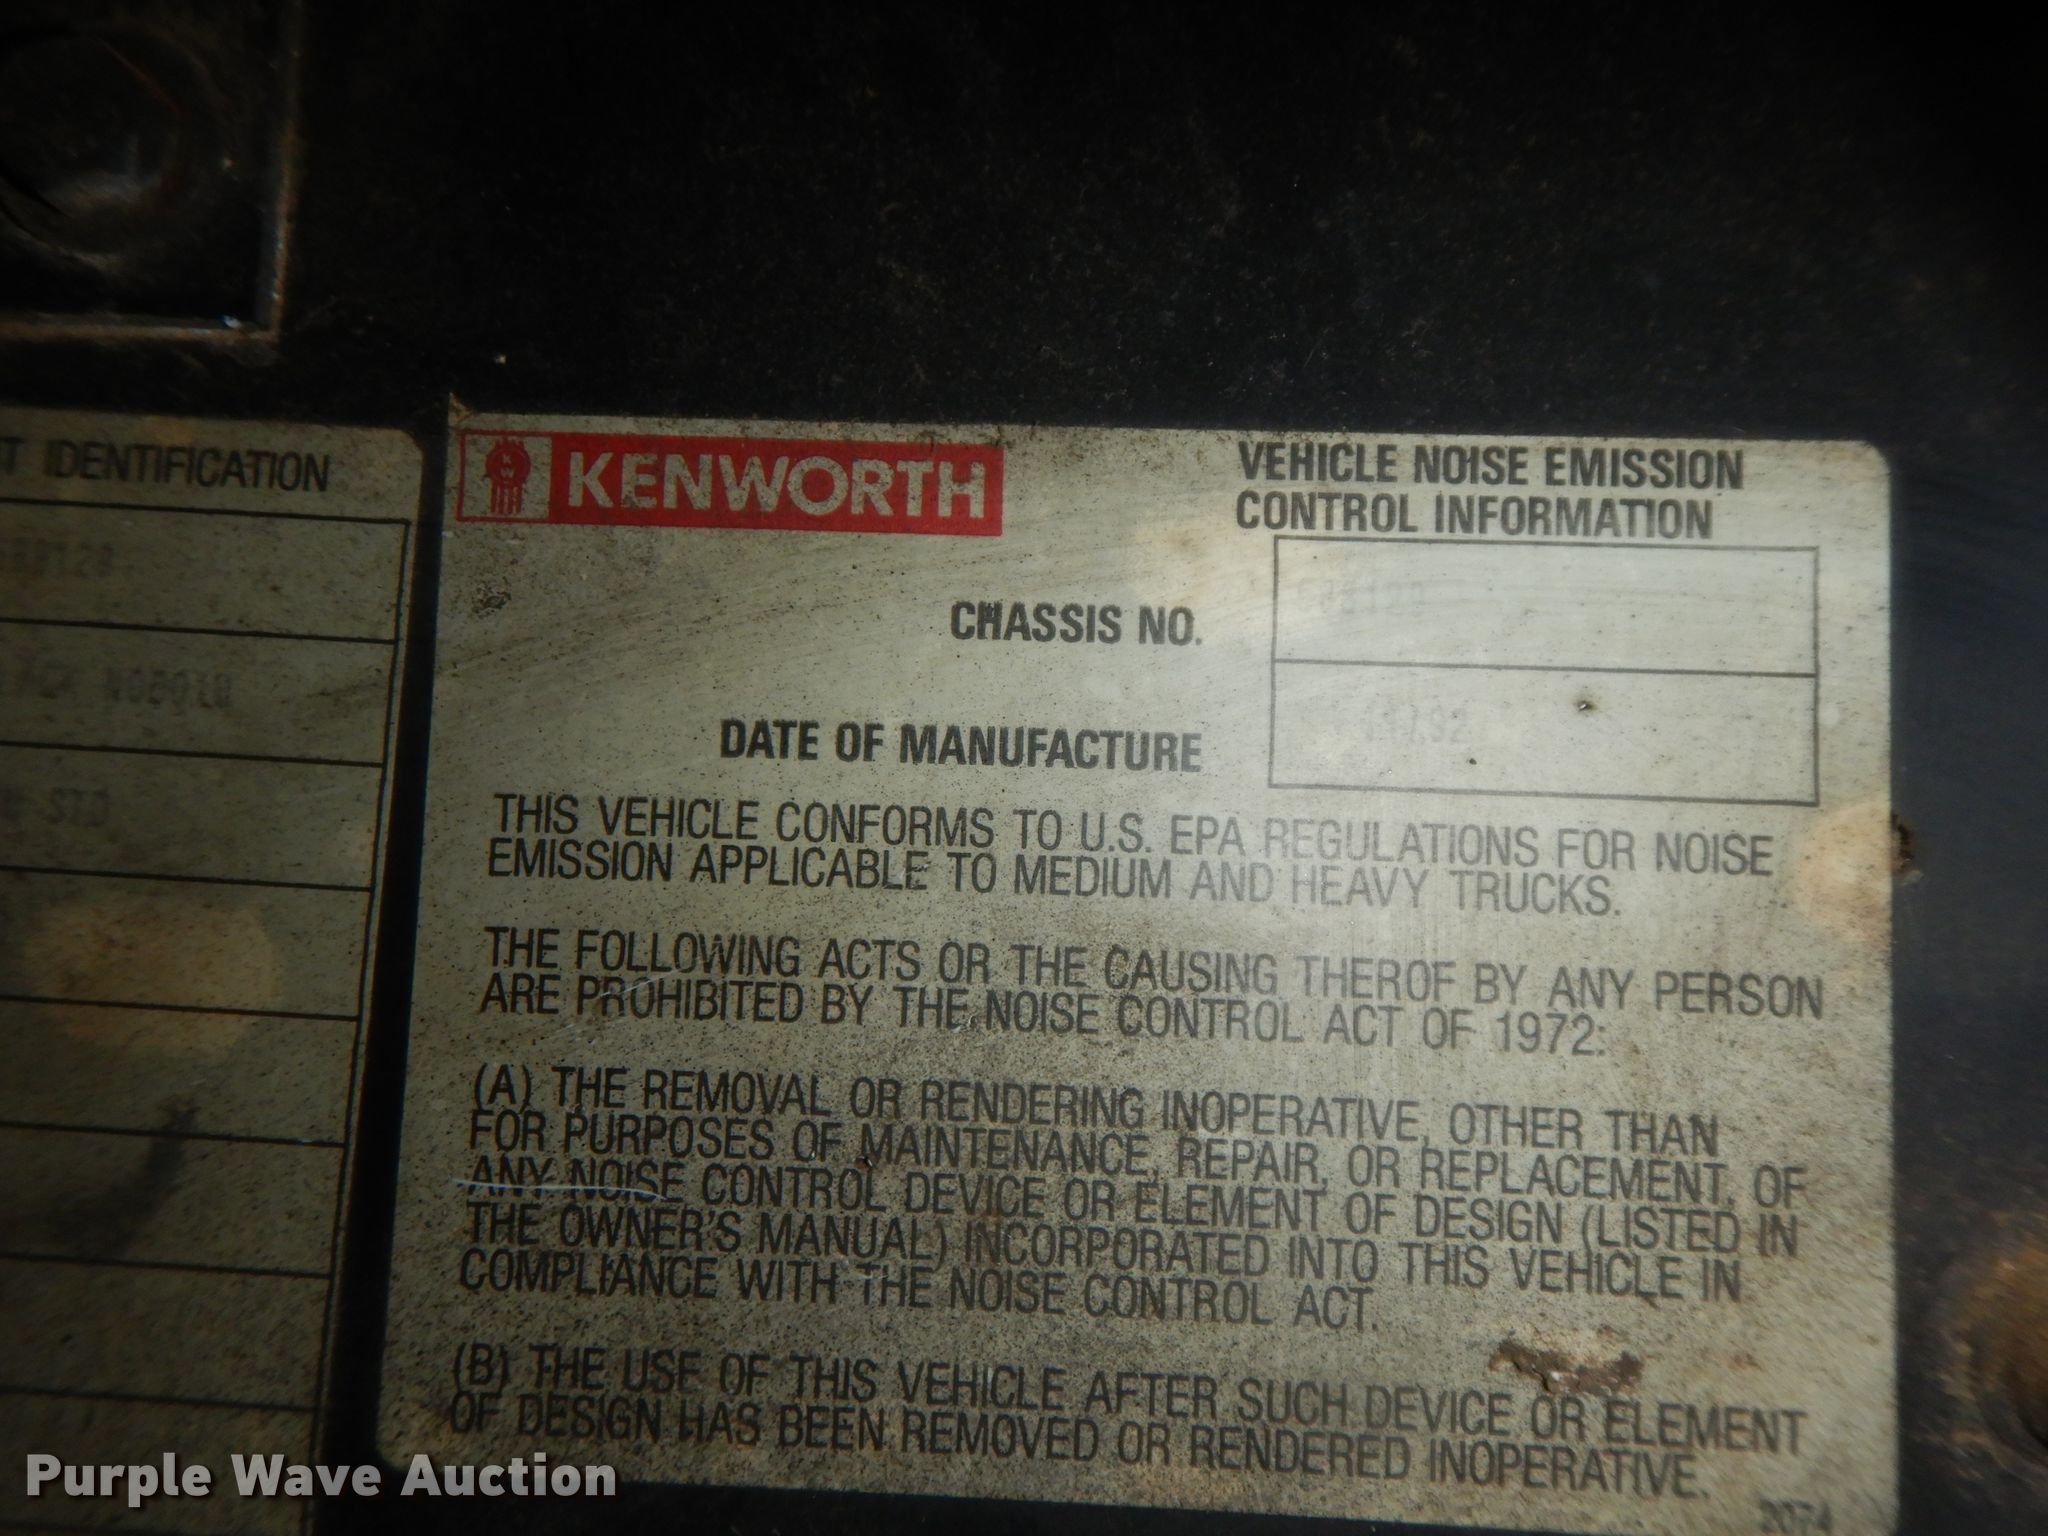 T IDENTIFICATION
N68010
STD
KENWORTH
VEHICLE NOISE EMISSION
CONTROL INFORMATION
CHASSIS NO.
DATE OF MANUFACTURE
THIS VEHICLE CONFORMS TO U.S. EPA REGULATIONS FOR NOISE
EMISSION APPLICABLE TO MEDIUM AND HEAVY TRUCKS.
THE FOLLOWING ACTS OR THE CAUSING THEROF BY ANY PERSON
ARE PROHIBITED BY THE NOISE CONTROL ACT OF 1972:
(A) THE REMOVAL OR RENDERING INOPERATIVE, OTHER THAN
FOR PURPOSES OF MAINTENANCE, REPAIR, OR REPLACEMENT, OF
ANY NOISE CONTROL DEVICE OR ELEMENT OF DESIGN (LISTED IN
THE OWNER'S MANUAL) INCORPORATED INTO THIS VEHICLE IN
COMPLIANCE WITH THE NOISE CONTROL ACT.
(B) THE USE OF THIS VEHICLE AFTER SUCH DEVICE OR ELEMENT
OF DESIGN HAS BEEN REMOVED OR RENDERED INOPERATIVE.
2074
Purple Wave Auction